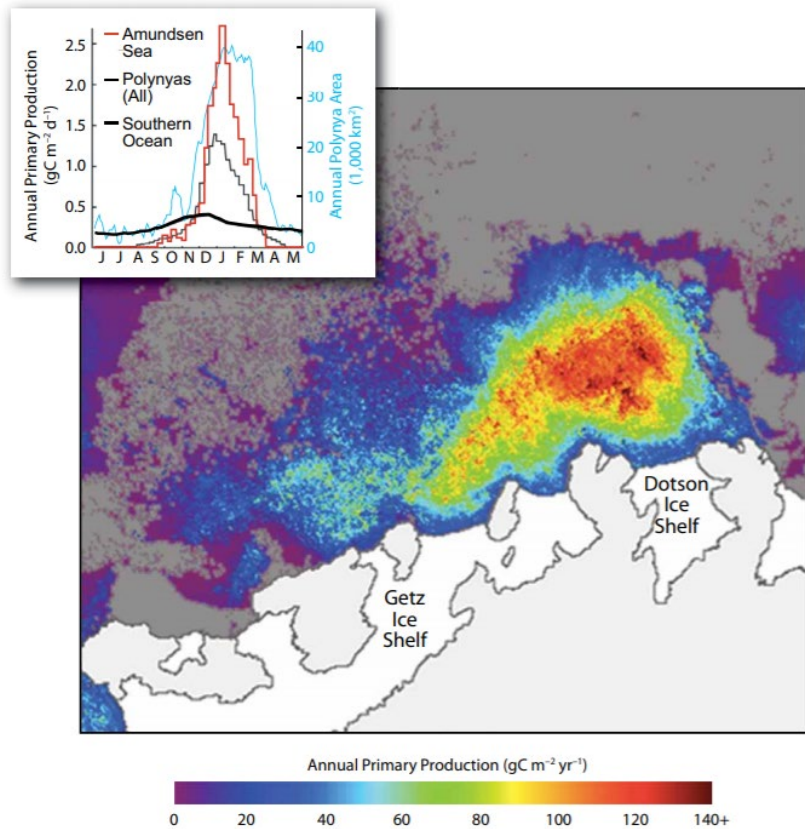 Annual Primary Production
(gC m⁻² d⁻¹)
2.5
2.0
1.5
1.0
0.5
0.0
Amundsen
Sea
Polynyas
(All)
Southern
Ocean
40
30
20
10
0
Annual Polynya Area
(1,000 km²)
J J A S O N D J F M A M
Dotson
Ice
Shelf
Getz
Ice
Shelf
Annual Primary Production (gC m⁻² yr⁻¹)
0 20 40 60 80 100 120 140+